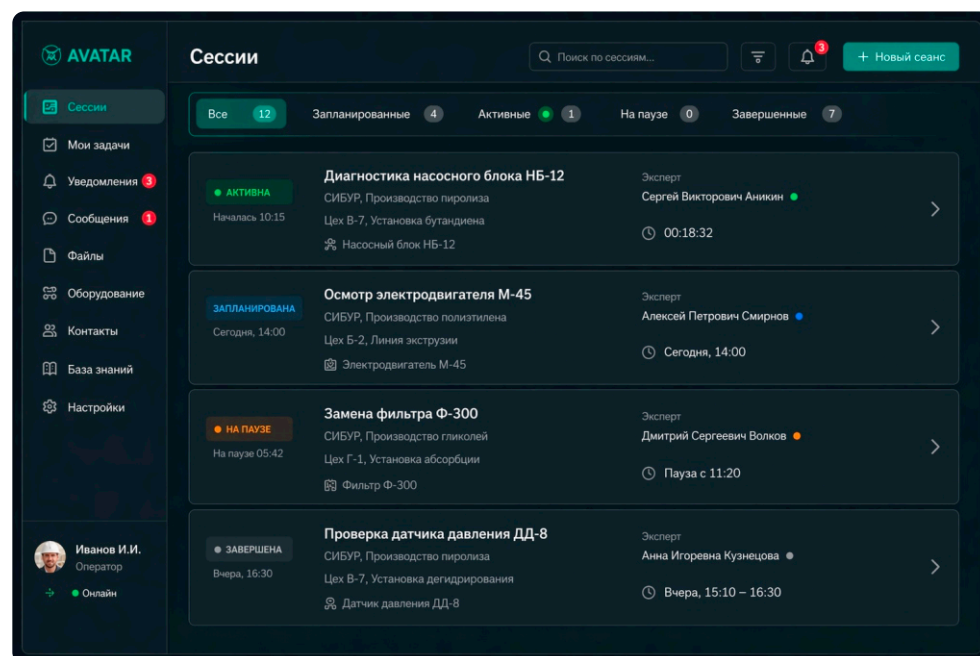 AVATAR
Сессии
Поиск по сессиям...
3
+ Новый сеанс
Сессии
Мои задачи
Уведомления 3
Сообщения 1
Файлы
Оборудование
Контакты
База знаний
Настройки
Иванов И.И.
Оператор
Онлайн
Все 12
Запланированные 4
Активные 1
На паузе 0
Завершенные 7
АКТИВНА
Началась 10:15
Диагностика насосного блока НБ-12
СИБУР, Производство пиролиза
Цех В-7, Установка бутандиена
Насосный блок НБ-12
Эксперт
Сергей Викторович Аникин
00:18:32
ЗАПЛАНИРОВАНА
Сегодня, 14:00
Осмотр электродвигателя М-45
СИБУР, Производство полиэтилена
Цех Б-2, Линия экструзии
Электродвигатель М-45
Эксперт
Алексей Петрович Смирнов
Сегодня, 14:00
НА ПАУЗЕ
На паузе 05:42
Замена фильтра Ф-300
СИБУР, Производство гликолей
Цех Г-1, Установка абсорбции
Фильтр Ф-300
Эксперт
Дмитрий Сергеевич Волков
Пауза с 11:20
ЗАВЕРШЕНА
Вчера, 16:30
Проверка датчика давления ДД-8
СИБУР, Производство пиролиза
Цех В-7, Установка дегидрирования
Датчик давления ДД-8
Эксперт
Анна Игоревна Кузнецова
Вчера, 15:10 – 16:30